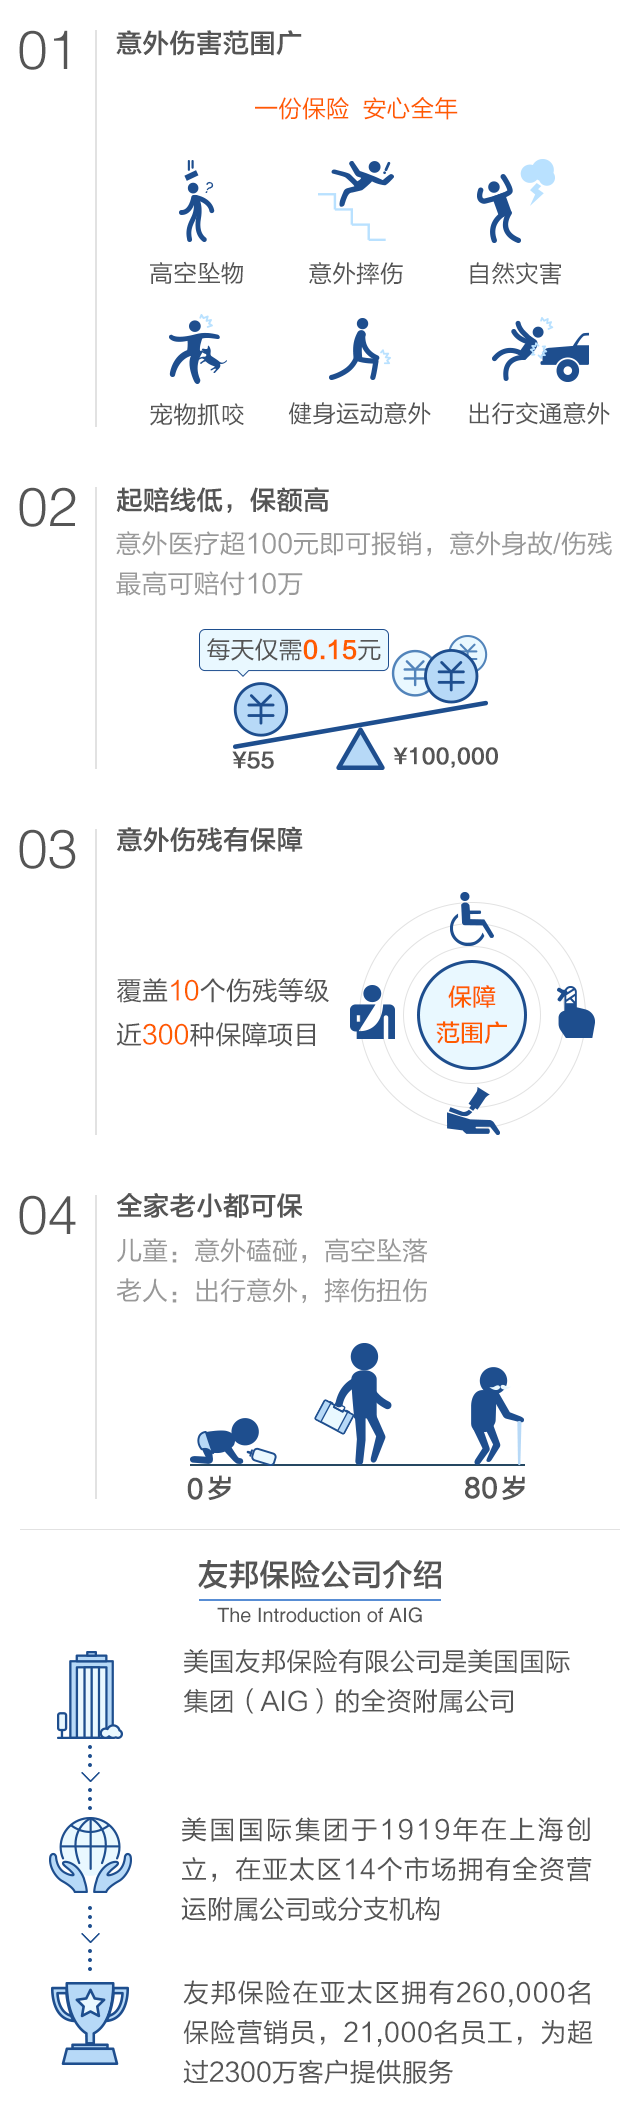 01
意外伤害范围广
一份保险 安心全年
?
高空坠物
意外摔伤
自然灾害
宠物抓咬
健身运动意外
出行交通意外
02
起赔线低，保额高
意外医疗超100元即可报销，意外身故/伤残
最高可赔付10万
每天仅需0.15元
¥
¥
¥
¥
¥55
¥100,000
03
意外伤残有保障
覆盖10个伤残等级
近300种保障项目
保障
范围广
04
全家老小都可保
儿童：意外磕碰，高空坠落
老人：出行意外，摔伤扭伤
0岁
80岁
友邦保险公司介绍
The Introduction of AIG
美国友邦保险有限公司是美国国际
集团（AIG）的全资附属公司
美国国际集团于1919年在上海创
立，在亚太区14个市场拥有全资营
运附属公司或分支机构
友邦保险在亚太区拥有260,000名
保险营销员，21,000名员工，为超
过2300万客户提供服务